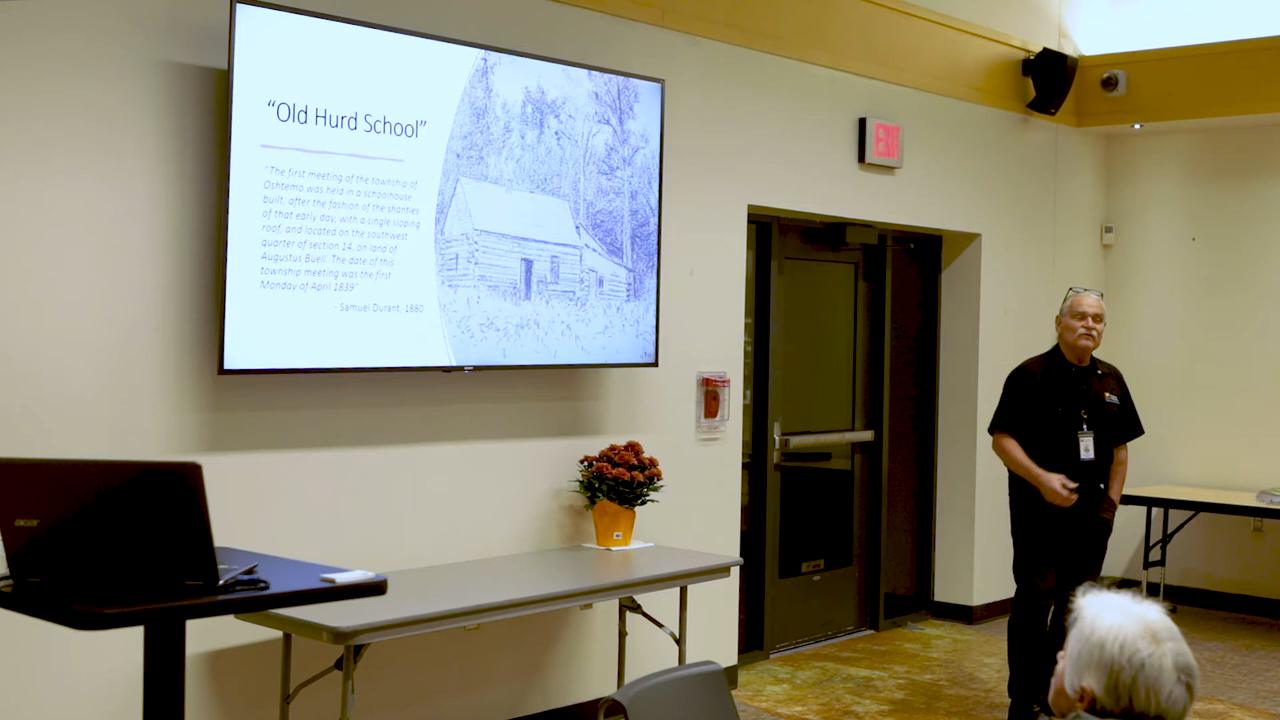 “Old Hurd School”
“The first meeting of the township of
Oshtemo was held in a schoolhouse
built, after the fashion of the shanties
of that early day, with a single sloping
roof, and located on the southwest
quarter of section 14, on land of
Augustus Buell. The date of this
township meeting was the first
Monday of April 1839”
- Samuel Durant, 1880
EXIT